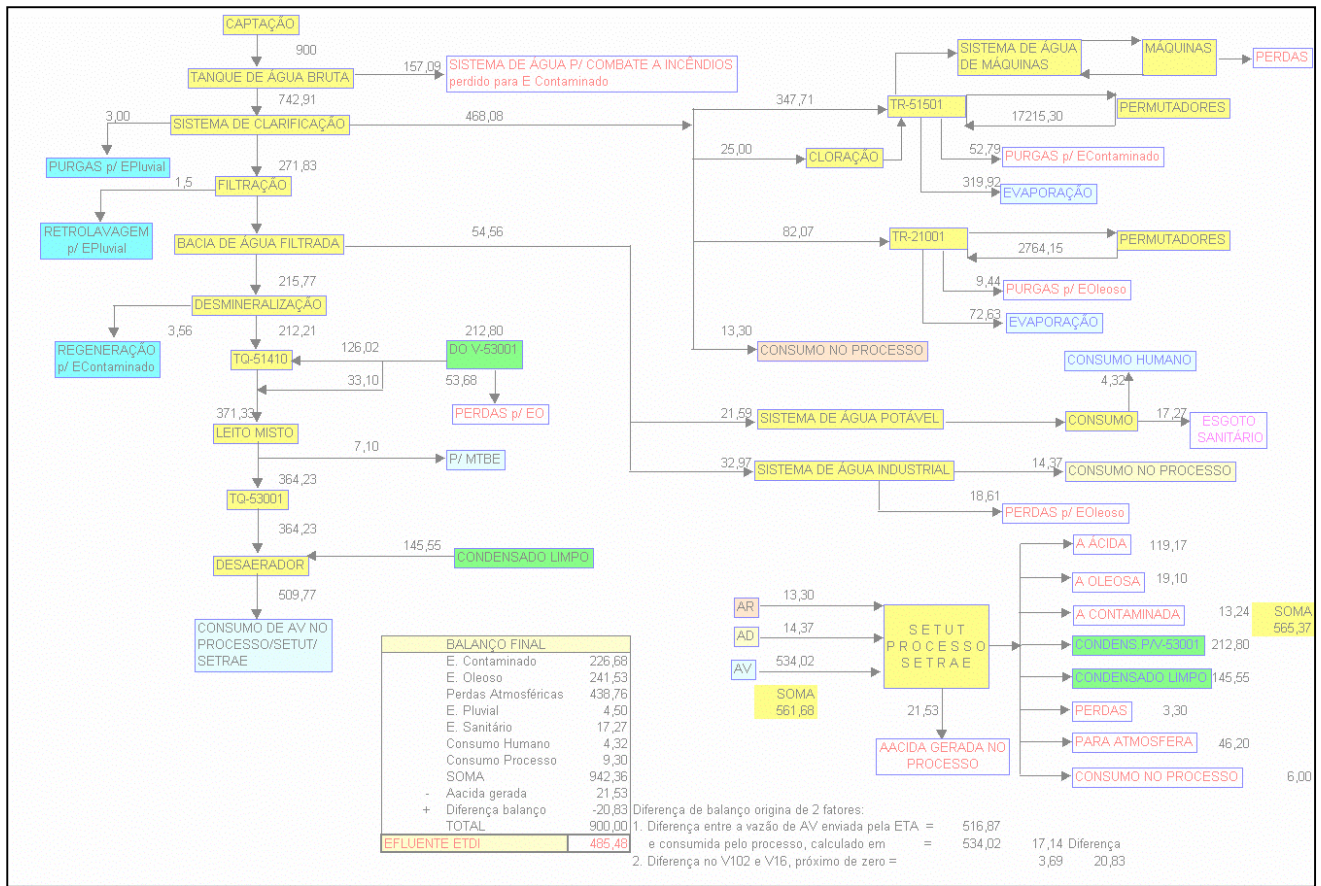 CAPTAÇÃO
900
TANQUE DE ÁGUA BRUTA
157,09
SISTEMA DE ÁGUA P/ COMBATE A INCÊNDIOS
perdido para E Contaminado
742,91
3,00
SISTEMA DE CLARIFICAÇÃO
468,08
PURGAS p/ EPluvial
271,83
1,5
FILTRAÇÃO
RETROLAVAGEM
p/ EPluvial
BACIA DE ÁGUA FILTRADA
54,56
215,77
DESMINERALIZAÇÃO
3,56
212,21
REGENERAÇÃO
p/ EContaminado
TQ-51410
126,02
212,80
DO V-53001
33,10
53,68
PERDAS p/ EO
371,33
LEITO MISTO
7,10
P/ MTBE
364,23
TQ-53001
364,23
145,55
CONDENSADO LIMPO
DESAERADOR
509,77
CONSUMO DE AV NO
PROCESSO/SETUT/
SETRAE
SISTEMA DE ÁGUA
DE MÁQUINAS
MÁQUINAS
PERDAS
347,71
TR-51501
PERMUTADORES
17215,30
25,00
CLORAÇÃO
52,79
PURGAS p/ EContaminado
319,92
EVAPORAÇÃO
82,07
TR-21001
PERMUTADORES
2764,15
9,44
PURGAS p/ EOleoso
72,63
EVAPORAÇÃO
13,30
CONSUMO NO PROCESSO
CONSUMO HUMANO
4,32
21,59
SISTEMA DE ÁGUA POTÁVEL
CONSUMO
17,27
ESGOTO
SANITÁRIO
32,97
SISTEMA DE ÁGUA INDUSTRIAL
14,37
CONSUMO NO PROCESSO
18,61
PERDAS p/ EOleoso
AR
13,30
AD
14,37
AV
534,02
SOMA
561,68
SETUT
PROCESSO
SETRAE
21,53
AACIDA GERADA NO
PROCESSO
A ÁCIDA 119,17
A OLEOSA 19,10
A CONTAMINADA 13,24
SOMA
565,37
CONDENS.P/V-53001 212,80
CONDENSADO LIMPO 145,55
PERDAS 3,30
PARA ATMOSFERA 46,20
CONSUMO NO PROCESSO 6,00
BALANÇO FINAL
E. Contaminado 226,68
E. Oleoso 241,53
Perdas Atmosféricas 438,76
E. Pluvial 4,50
E. Sanitário 17,27
Consumo Humano 4,32
Consumo Processo 9,30
SOMA 942,36
- Aacida gerada 21,53
+ Diferença balanço -20,83
TOTAL 900,00
EFLUENTE ETDI 485,48
Diferença de balanço origina de 2 fatores:
1. Diferença entre a vazão de AV enviada pela ETA = 516,87
e consumida pelo processo, calculado em = 534,02 17,14 Diferença
2. Diferença no V102 e V16, próximo de zero = 3,69 20,83